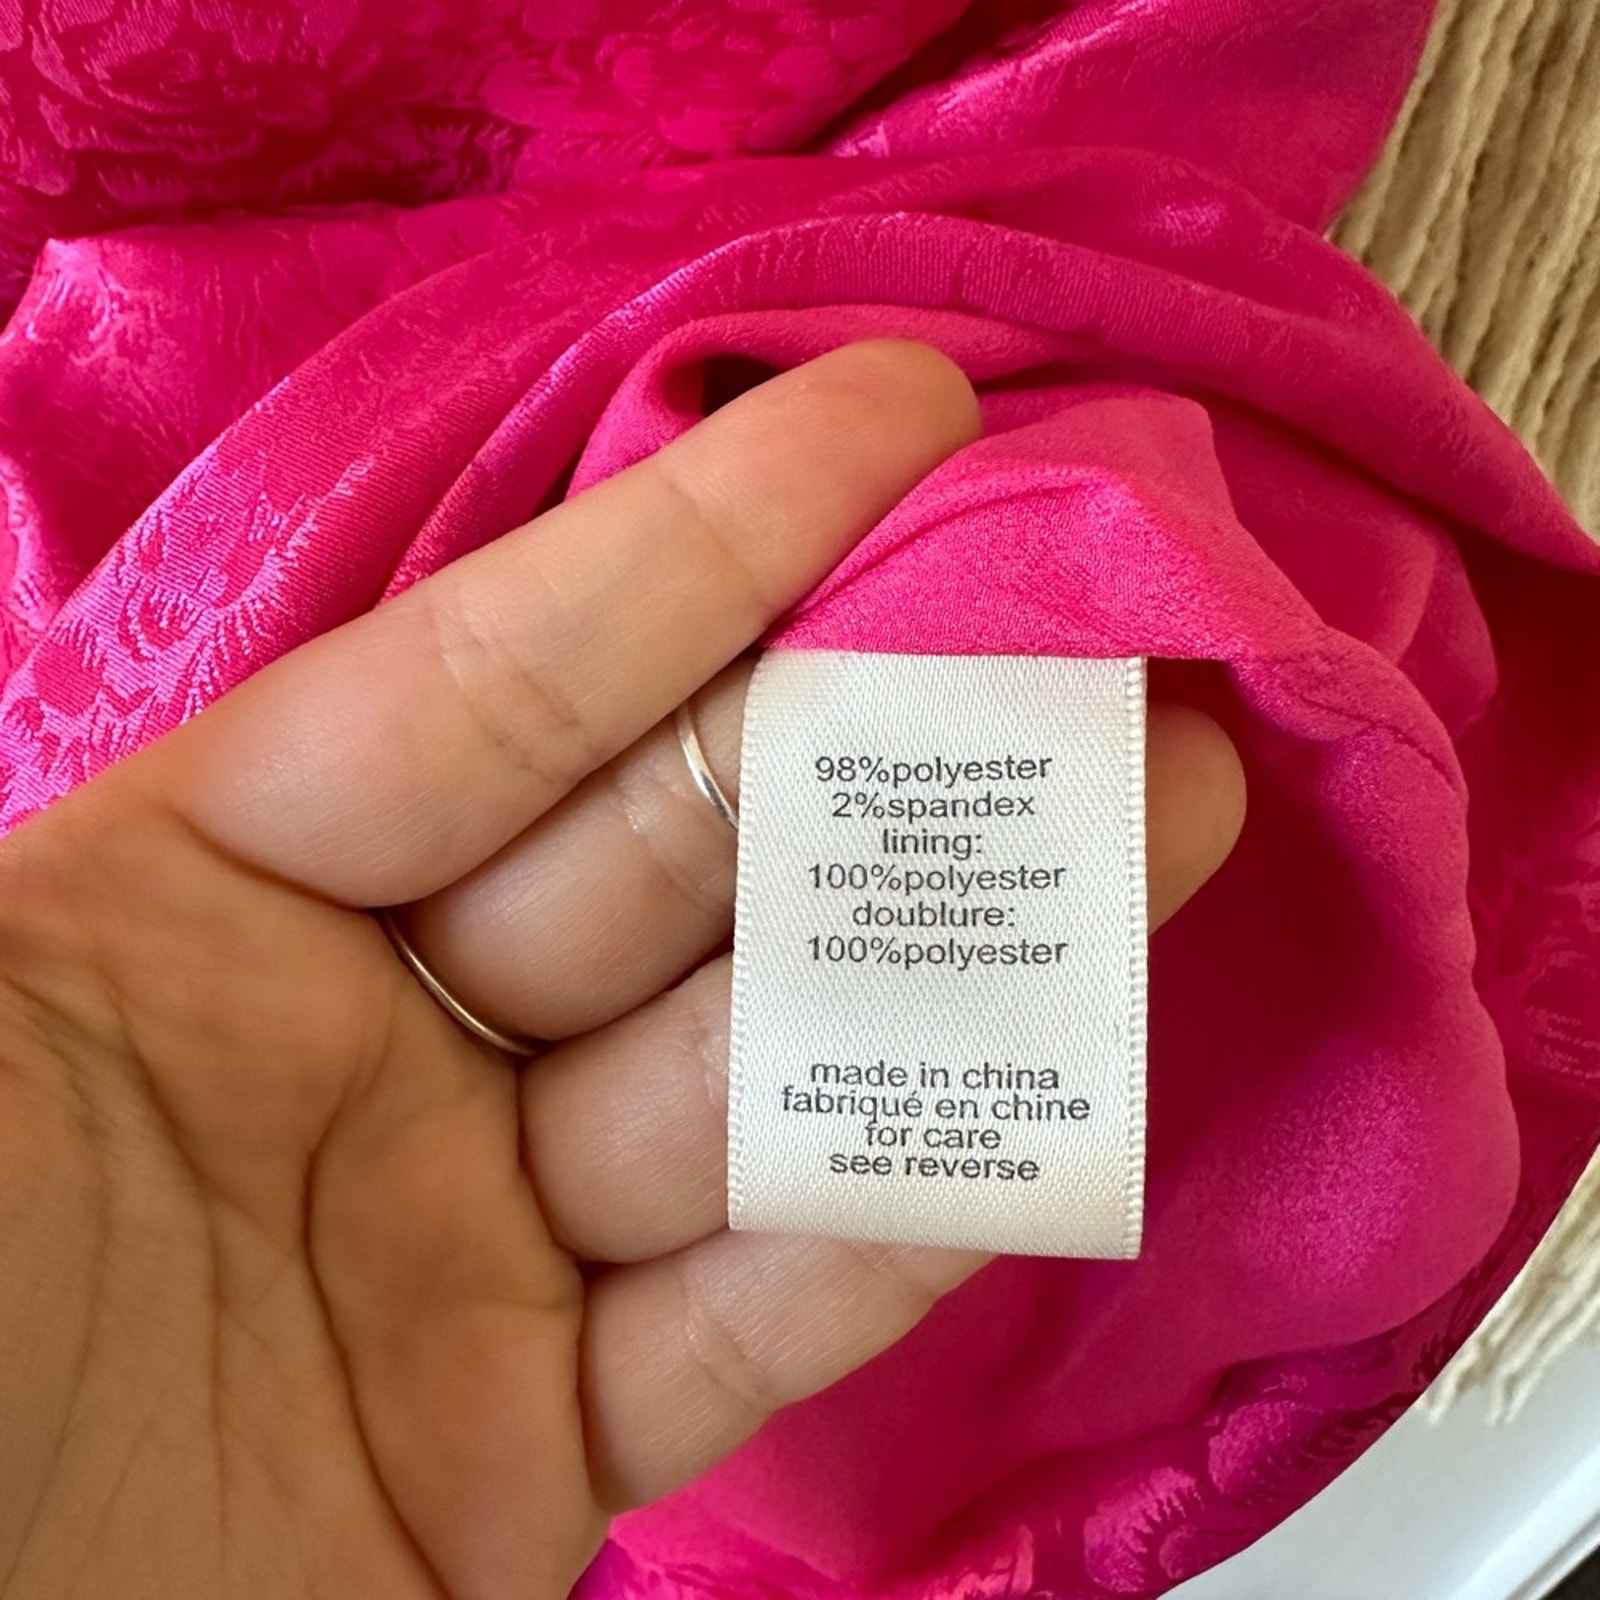 98%polyester
2%spandex
lining:
100%polyester
doublure:
100%polyester
made in china
fabriqué en chine
for care
see reverse